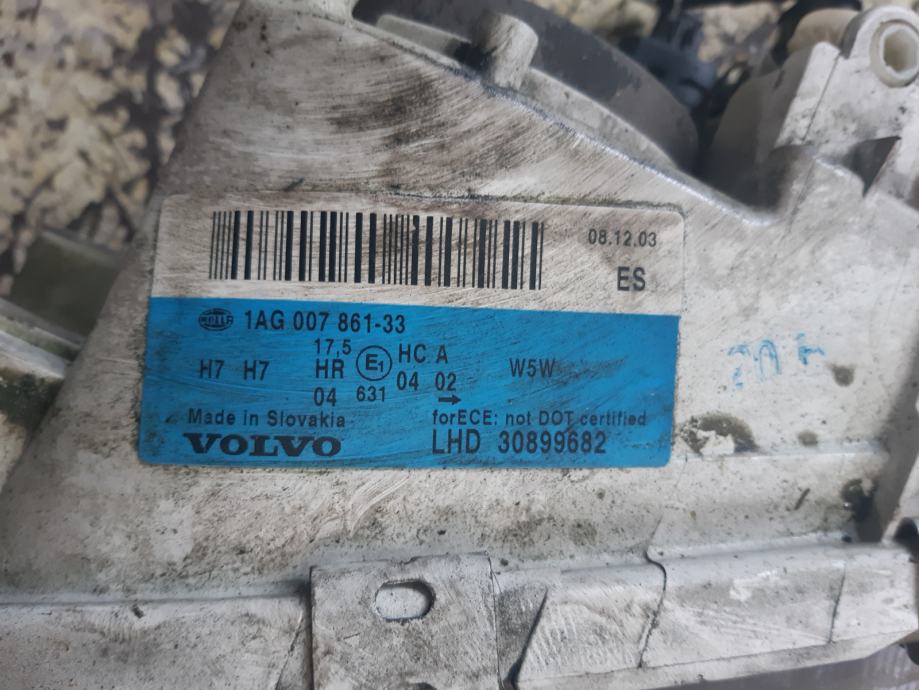 08.12.03
ES
HELLA 1AG 007 861-33
17,5
H7 H7 HR E1 HC. A W5W
04 631 04 02 →
Made in Slovakia forECE: not DOT certified
VOLVO LHD 30899682